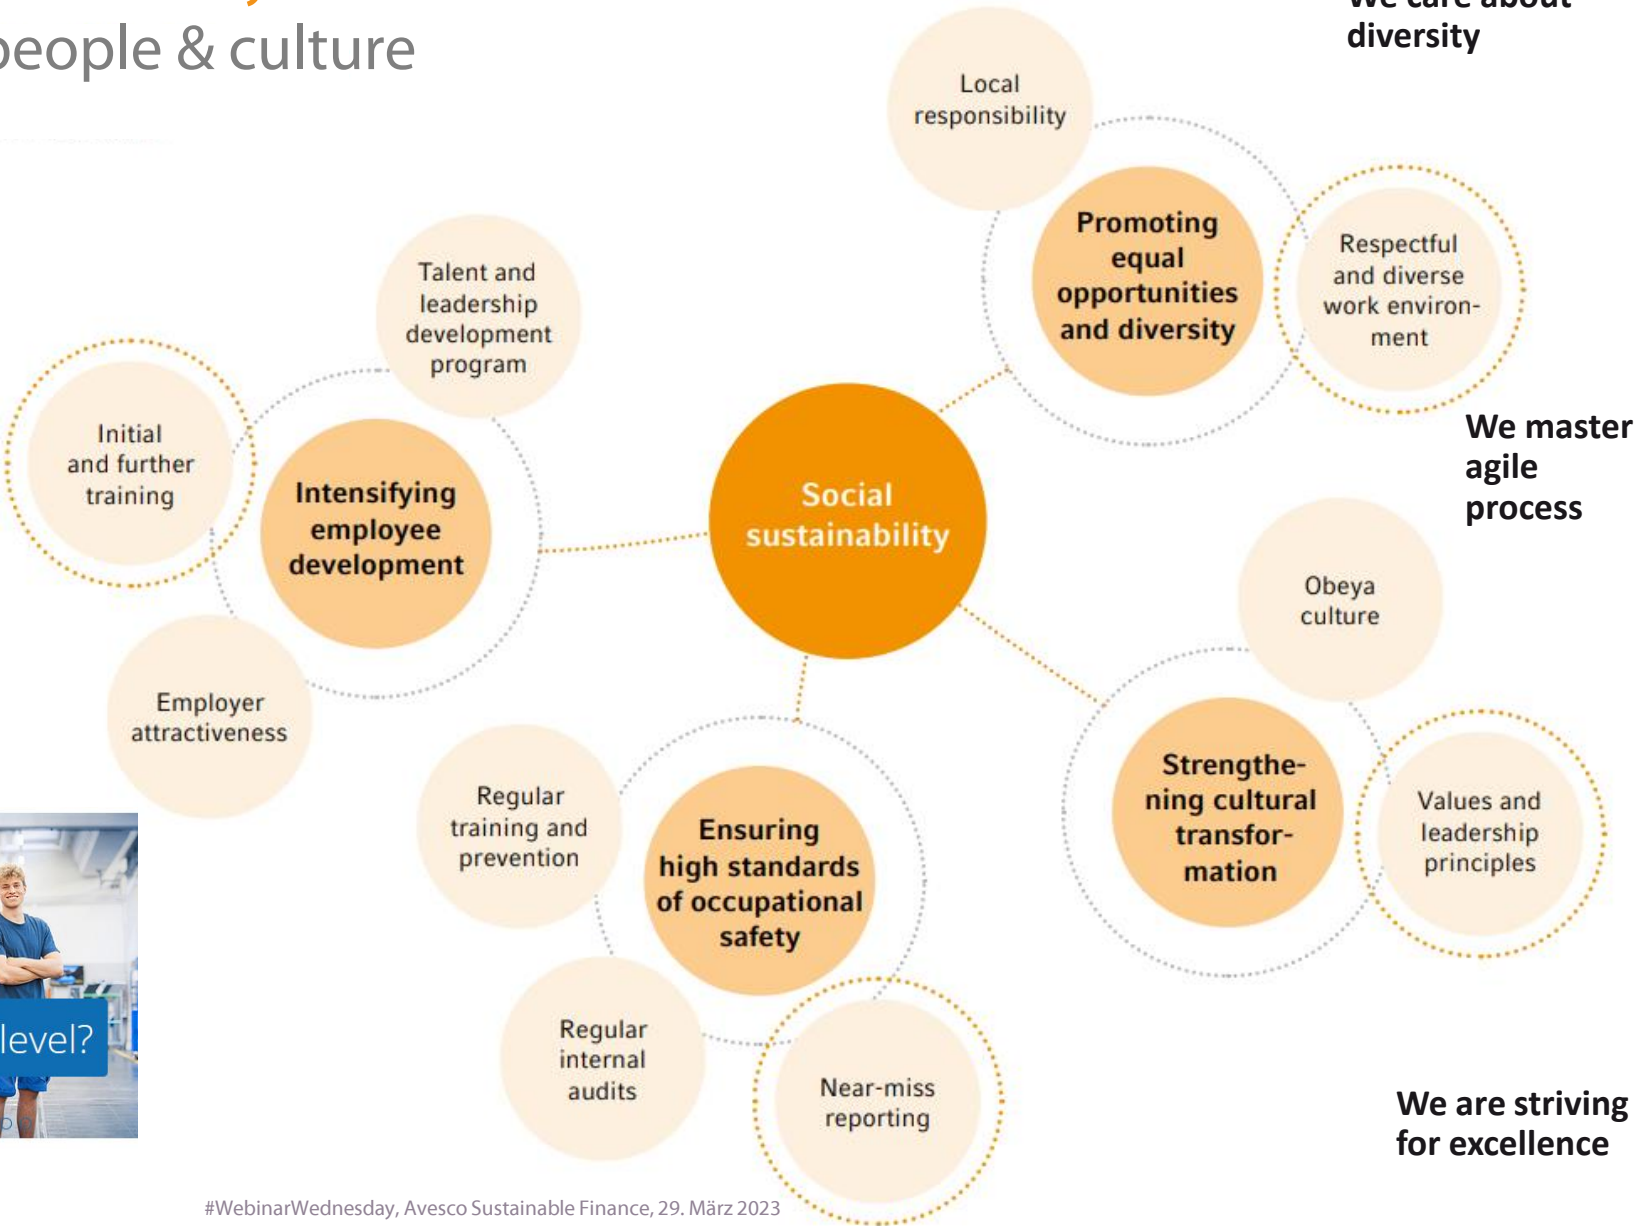 people & culture
We care about
diversity
Local
responsibility
Promoting
equal
opportunities
and diversity
Respectful
and diverse
work environ-
ment
Talent and
leadership
development
program
Initial
and further
training
Intensifying
employee
development
Employer
attractiveness
Social
sustainability
We master
agile
process
Obeya
culture
Strengthe-
ning cultural
transfor-
mation
Values and
leadership
principles
Regular
training and
prevention
Ensuring
high standards
of occupational
safety
Regular
internal
audits
Near-miss
reporting
level?
We are striving
for excellence
#WebinarWednesday, Avesco Sustainable Finance, 29. März 2023